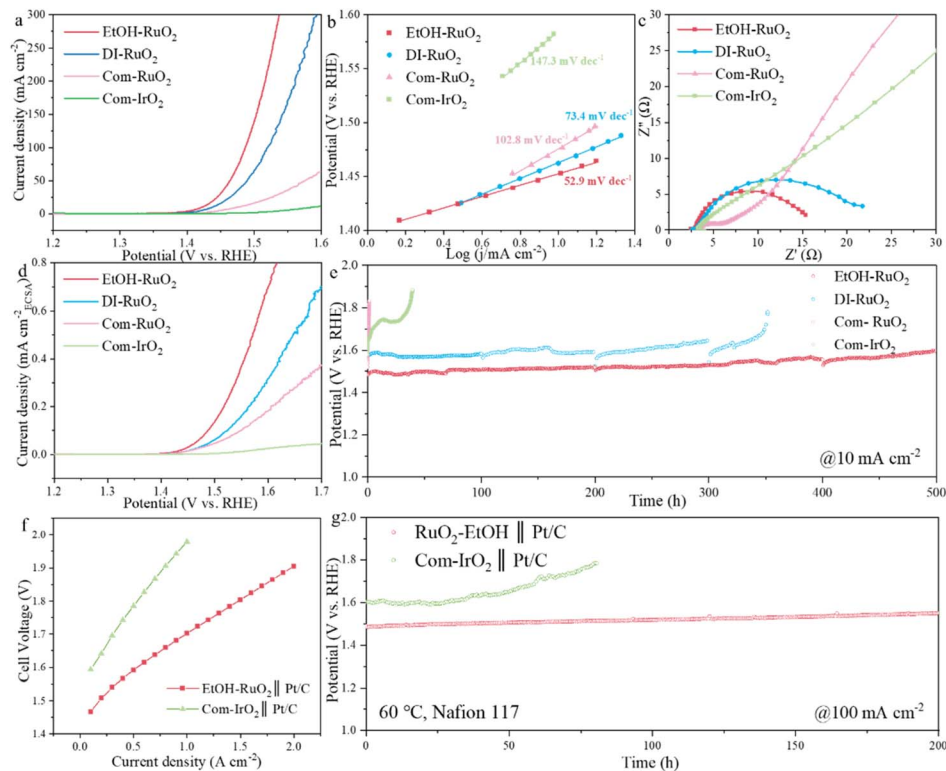 a
EtOH-RuO₂
DI-RuO₂
Com-RuO₂
Com-IrO₂
Current density (mA cm⁻²)
300
250
200
150
100
50
0
1.2 1.3 1.4 1.5 1.6
Potential (V vs. RHE)
b
EtOH-RuO₂
DI-RuO₂
Com-RuO₂
Com-IrO₂
147.3 mV dec⁻¹
73.4 mV dec⁻¹
102.8 mV dec⁻¹
52.9 mV dec⁻¹
Potential (V vs. RHE)
1.60
1.55
1.50
1.45
1.40
0.0 0.2 0.4 0.6 0.8 1.0 1.2 1.4
Log (j/mA cm⁻²)
c
EtOH-RuO₂
DI-RuO₂
Com-RuO₂
Com-IrO₂
Z'' (Ω)
30
25
20
15
10
5
0
0 5 10 15 20 25 30
Z' (Ω)
d
EtOH-RuO₂
DI-RuO₂
Com-RuO₂
Com-IrO₂
Current density (mA cm⁻²ECSA)
0.8
0.6
0.4
0.2
0.0
1.2 1.3 1.4 1.5 1.6 1.7
Potential (V vs. RHE)
e
EtOH-RuO₂
DI-RuO₂
Com- RuO₂
Com-IrO₂
Potential (V vs. RHE)
2.0
1.8
1.6
1.4
1.2
1.0
@10 mA cm⁻²
0 100 200 300 400 500
Time (h)
f
Cell Voltage (V)
2.0
1.9
1.8
1.7
1.6
1.5
1.4
EtOH-RuO₂‖ Pt/C
Com-IrO₂‖ Pt/C
0.0 0.5 1.0 1.5 2.0
Current density (A cm⁻²)
g
RuO₂-EtOH ‖ Pt/C
Com-IrO₂ ‖ Pt/C
Potential (V vs. RHE)
2.0
1.8
1.6
1.4
1.2
1.0
60 °C, Nafion 117
@100 mA cm⁻²
0 50 100 150 200
Time (h)